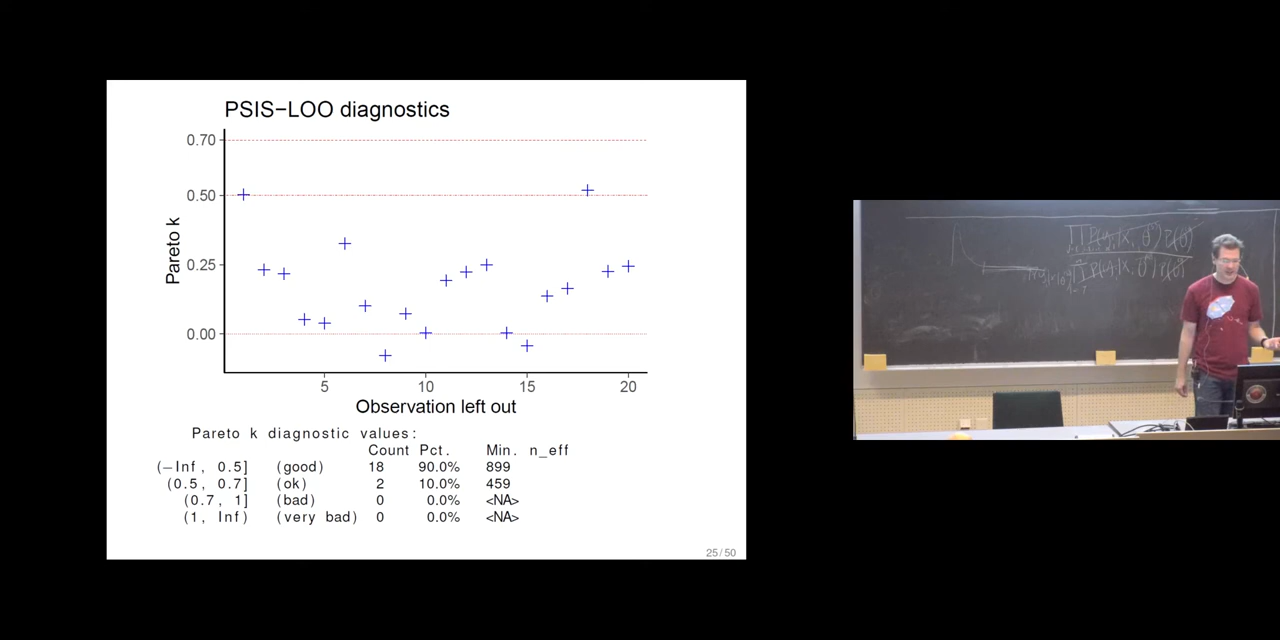 PSIS−LOO diagnostics
0.70
0.50
0.25
0.00
Pareto k
5 10 15 20
Observation left out
Pareto k diagnostic values:
Count Pct. Min. n_eff
(−Inf, 0.5] (good) 18 90.0% 899
(0.5, 0.7] (ok) 2 10.0% 459
(0.7, 1] (bad) 0 0.0% <NA>
(1, Inf) (very bad) 0 0.0% <NA>
25 / 50